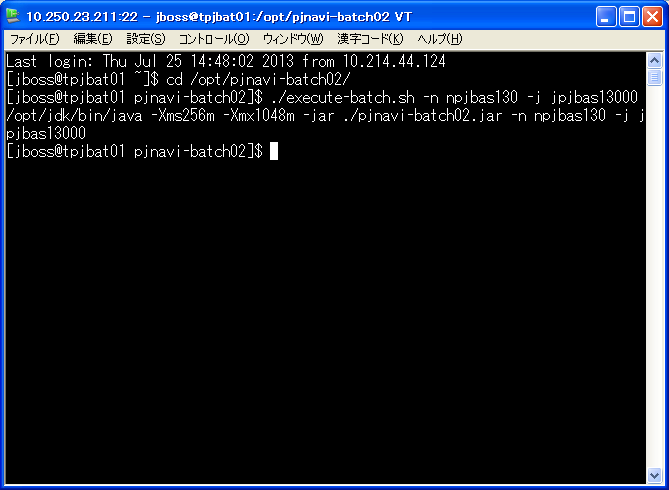 10.250.23.211:22 - jboss@tpjbat01:/opt/pjnavi-batch02 VT
ファイル(F) 編集(E) 設定(S) コントロール(O) ウィンドウ(W) 漢字コード(K) ヘルプ(H)
Last login: Thu Jul 25 14:48:02 2013 from 10.214.44.124
[jboss@tpjbat01 ~]$ cd /opt/pjnavi-batch02/
[jboss@tpjbat01 pjnavi-batch02]$ ./execute-batch.sh -n npjbas130 -j jpjbas13000
/opt/jdk/bin/java -Xms256m -Xmx1048m -jar ./pjnavi-batch02.jar -n npjbas130 -j j
pjbas13000
[jboss@tpjbat01 pjnavi-batch02]$